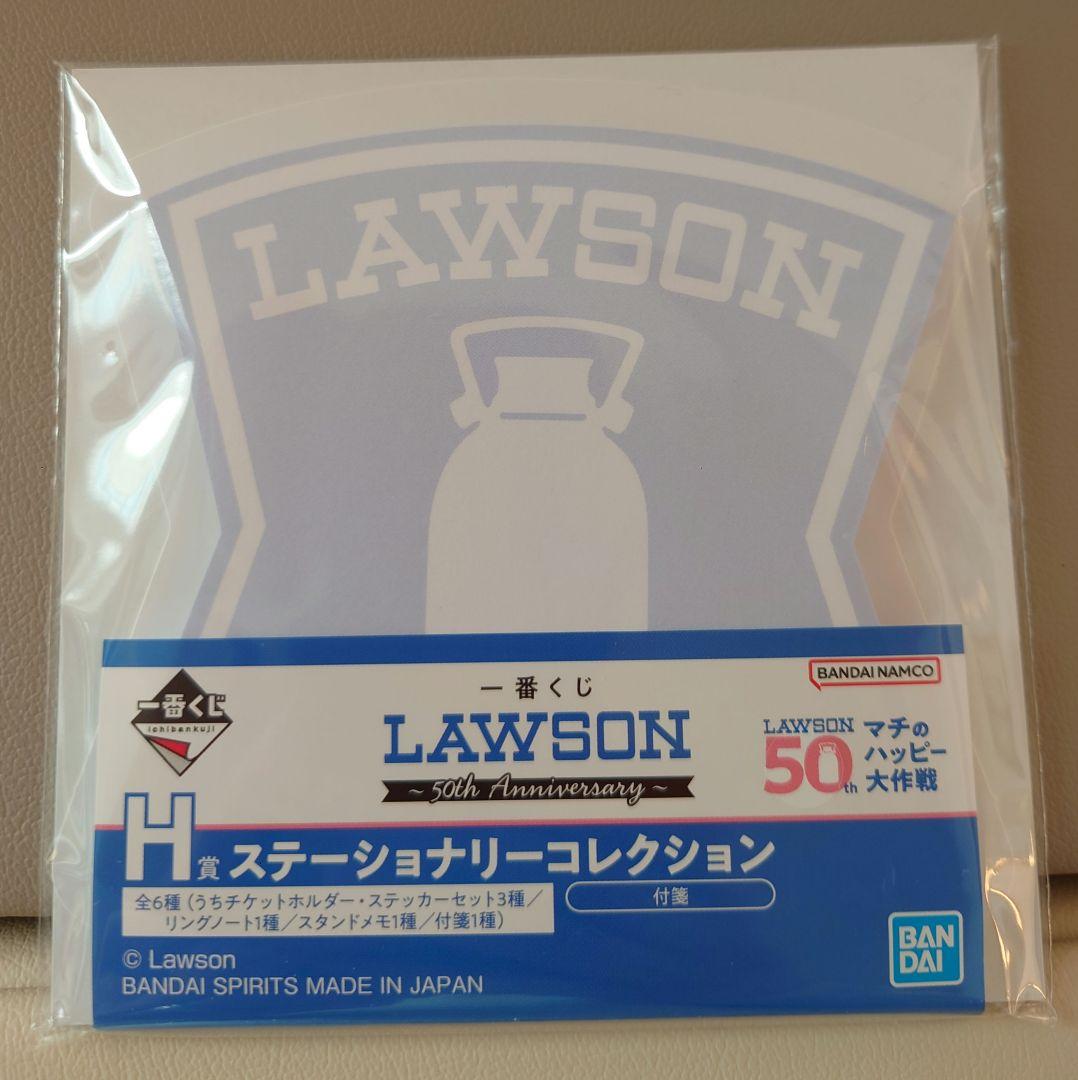 LAWSON
一番くじ
ichibankuji
一番くじ
LAWSON
~50th Anniversary~
BANDAI NAMCO
LAWSON
50th
マチの
ハッピー
大作戦
H賞 ステーショナリーコレクション
全6種(うちチケットホルダー・ステッカーセット3種/
リングノート1種/スタンドメモ1種/付箋1種)
付箋
© Lawson
BANDAI SPIRITS MADE IN JAPAN
BAN
DAI